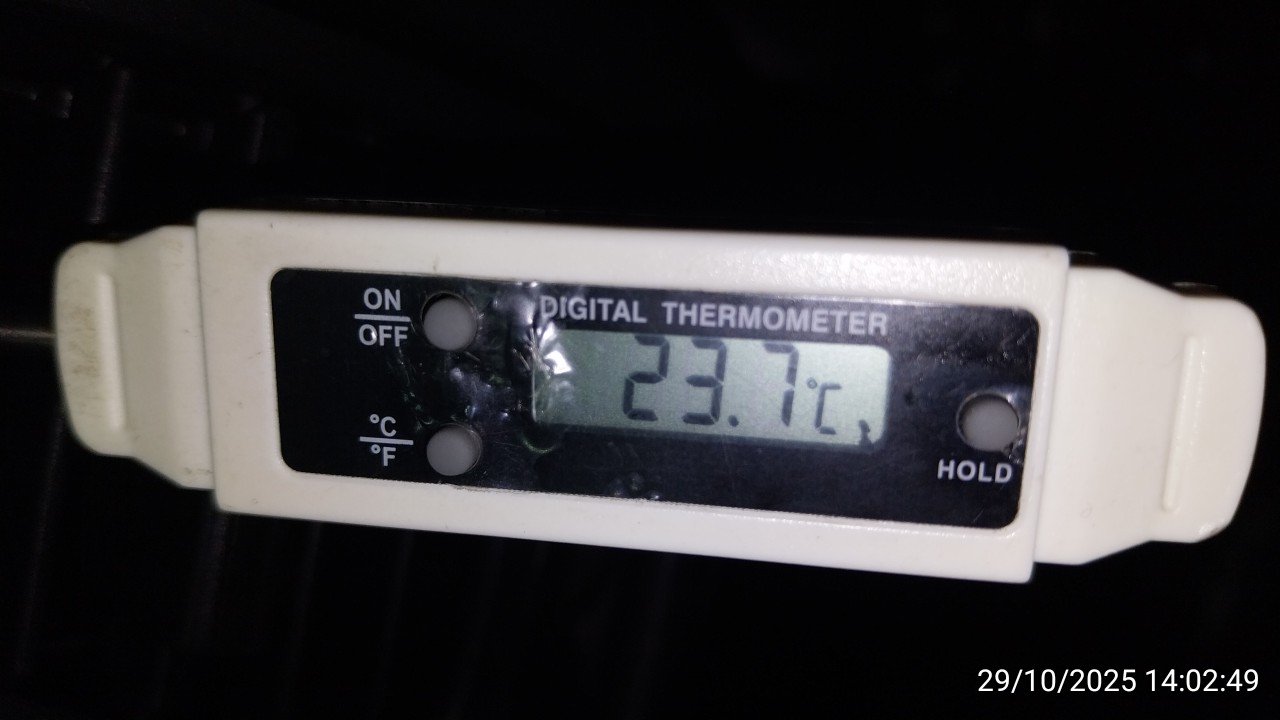 ON
OFF
°C
°F
DIGITAL THERMOMETER
23.7°C
HOLD
29/10/2025 14:02:49